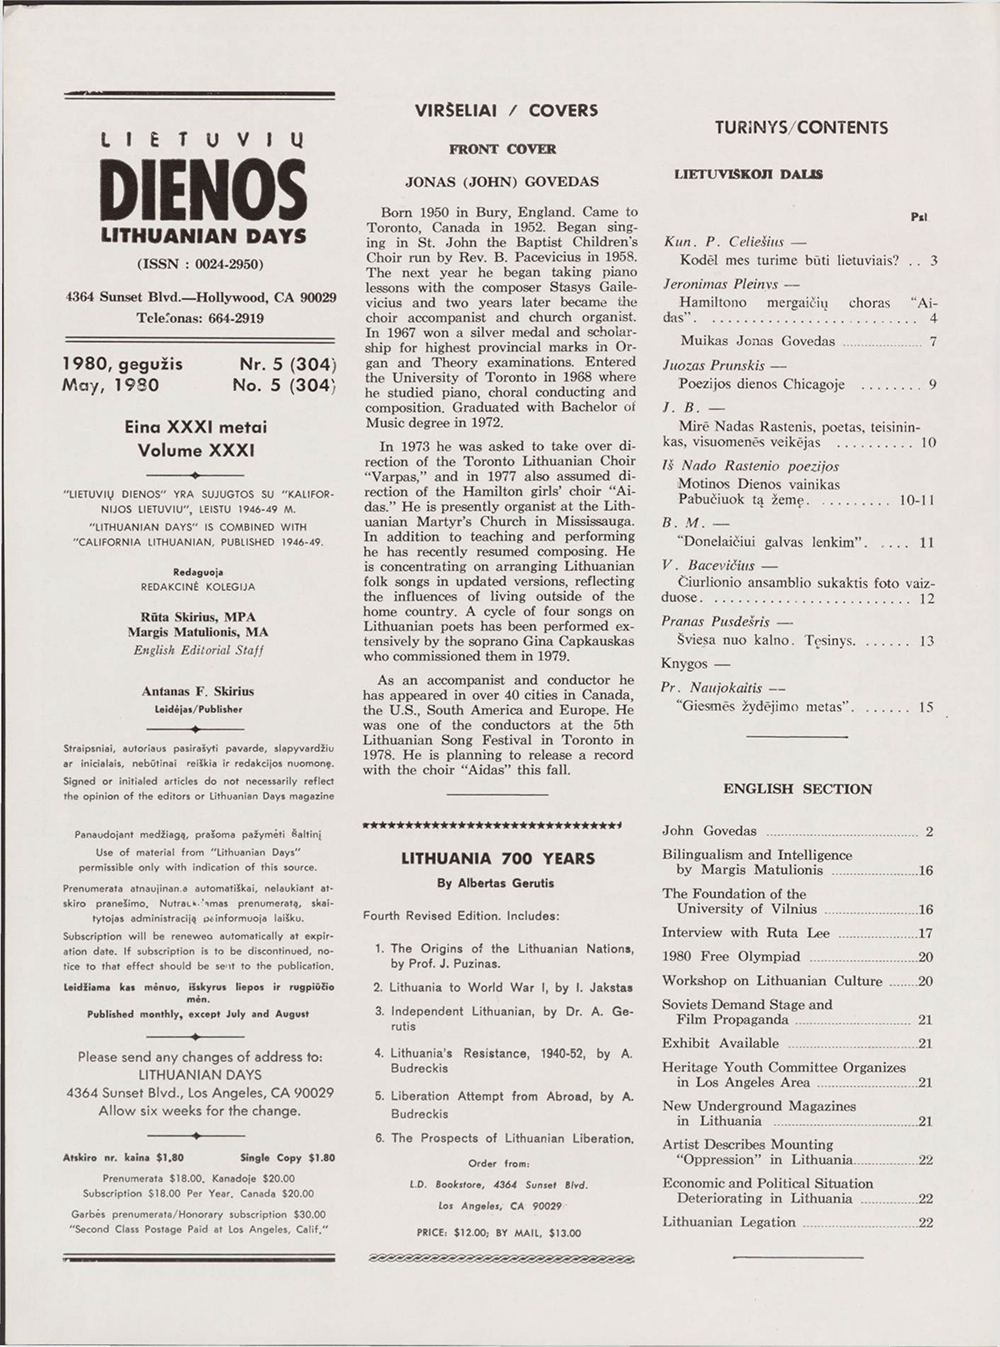 LIETUVIŲ
DIENOS
LITHUANIAN DAYS
(ISSN : 0024-2950)
4364 Sunset Blvd.—Hollywood, CA 90029
Telefonas: 664-2919
1980, gegužis Nr. 5 (304)
May, 1980 No. 5 (304)
Eina XXXI metai
Volume XXXI
"LIETUVIŲ DIENOS" YRA SUJUGTOS SU "KALIFOR-
NIJOS LIETUVIU", LEISTU 1946-49 M.
"LITHUANIAN DAYS" IS COMBINED WITH
"CALIFORNIA LITHUANIAN, PUBLISHED 1946-49.
Redaguoja
REDAKCINĖ KOLEGIJA
Rūta Skirius, MPA
Margis Matulionis, MA
English Editorial Staff
Antanas F. Skirius
Leidėjas/Publisher
Straipsniai, autoriaus pasirašyti pavarde, slapyvardžiu
ar inicialais, nebūtinai reiškia ir redakcijos nuomonę.
Signed or initialed articles do not necessarily reflect
the opinion of the editors or Lithuanian Days magazine
Panaudojant medžiagą, prašoma pažymėti šaltinį
Use of material from "Lithuanian Days"
permissible only with indication of this source.
Prenumerata atnaujinama automatiškai, nelaukiant at-
skiro pranešimo. prenumeratą, skai-
tytojas administraciją painformuoja laišku.
Subscription will be renewed automatically at expir-
ation date. If subscription is to be discontinued, no-
tice to that effect should be sent to the publication.
Leidžiama kas mėnuo, išskyrus liepos ir rugpiūčio
mėn.
Published monthly, except July and August
Please send any changes of address to:
LITHUANIAN DAYS
4364 Sunset Blvd., Los Angeles, CA 90029
Allow six weeks for the change.
Atskiro nr. kaina $1.80 Single Copy $1.80
Prenumerata $18.00. Kanadoje $20.00
Subscription $18.00 Per Year. Canada $20.00
Garbės prenumerata/Honorary subscription $30.00
"Second Class Postage Paid at Los Angeles, Calif."
VIRŠELIAI / COVERS
FRONT COVER
JONAS (JOHN) GOVEDAS
Born 1950 in Bury, England. Came to
Toronto, Canada in 1952. Began sing-
ing in St. John the Baptist Children's
Choir run by Rev. B. Pacevicius in 1958.
The next year he began taking piano
lessons with the composer Stasys Gaile-
vicius and two years later became the
choir accompanist and church organist.
In 1967 won a silver medal and scholar-
ship for highest provincial marks in Or-
gan and Theory examinations. Entered
the University of Toronto in 1968 where
he studied piano, choral conducting and
composition. Graduated with Bachelor of
Music degree in 1972.
In 1973 he was asked to take over di-
rection of the Toronto Lithuanian Choir
"Varpas," and in 1977 also assumed di-
rection of the Hamilton girls' choir "Ai-
das." He is presently organist at the Lith-
uanian Martyr's Church in Mississauga.
In addition to teaching and performing
he has recently resumed composing. He
is concentrating on arranging Lithuanian
folk songs in updated versions, reflecting
the influences of living outside of the
home country. A cycle of four songs on
Lithuanian poets has been performed ex-
tensively by the soprano Gina Capkauskas
who commissioned them in 1979.
As an accompanist and conductor he
has appeared in over 40 cities in Canada,
the U.S., South America and Europe. He
was one of the conductors at the 5th
Lithuanian Song Festival in Toronto in
1978. He is planning to release a record
with the choir "Aidas" this fall.
LITHUANIA 700 YEARS
By Albertas Gerutis
Fourth Revised Edition. Includes:
1. The Origins of the Lithuanian Nations,
by Prof. J. Puzinas.
2. Lithuania to World War I, by I. Jakstas
3. Independent Lithuanian, by Dr. A. Ge-
rutis
4. Lithuania's Resistance, 1940-52, by A.
Budreckis
5. Liberation Attempt from Abroad, by A.
Budreckis
6. The Prospects of Lithuanian Liberation.
Order from:
L.D. Bookstore, 4364 Sunset Blvd.
Los Angeles, CA 90029
PRICE: $12.00; BY MAIL, $13.00
TURINYS/CONTENTS
LIETUVIŠKOJI DALIS
Psl
Kun. P. Celiešius —
Kodėl mes turime būti lietuviais? .. 3
Jeronimas Pleinys —
Hamiltono mergaičių choras "Ai-
das". .......................... 4
Muikas Jonas Govedas ...................... 7
Juozas Prunskis —
Poezijos dienos Chicagoje ........ 9
J. B. —
Mirė Nadas Rastenis, poetas, teisinin-
kas, visuomenės veikėjas .......... 10
Iš Nado Rastenio poezijos
Motinos Dienos vainikas
Pabučiuok tą žemę. ......... 10-11
B. M. —
"Donelaičiui galvas lenkim". ..... 11
V. Bacevičius —
Čiurlionio ansamblio sukaktis foto vaiz-
duose. ......................... 12
Pranas Pusdešris —
Šviesa nuo kalno. Tęsinys. ...... 13
Knygos —
Pr. Naujokaitis —
"Giesmės žydėjimo metas". ...... 15
ENGLISH SECTION
John Govedas ........................................ 2
Bilingualism and Intelligence
by Margis Matulionis ......................16
The Foundation of the
University of Vilnius ........................16
Interview with Ruta Lee ....................17
1980 Free Olympiad ............................20
Workshop on Lithuanian Culture ........20
Soviets Demand Stage and
Film Propaganda .............................. 21
Exhibit Available ..................................21
Heritage Youth Committee Organizes
in Los Angeles Area ..........................21
New Underground Magazines
in Lithuania ......................................21
Artist Describes Mounting
"Oppression" in Lithuania.................22
Economic and Political Situation
Deteriorating in Lithuania ...............22
Lithuanian Legation ..............................22